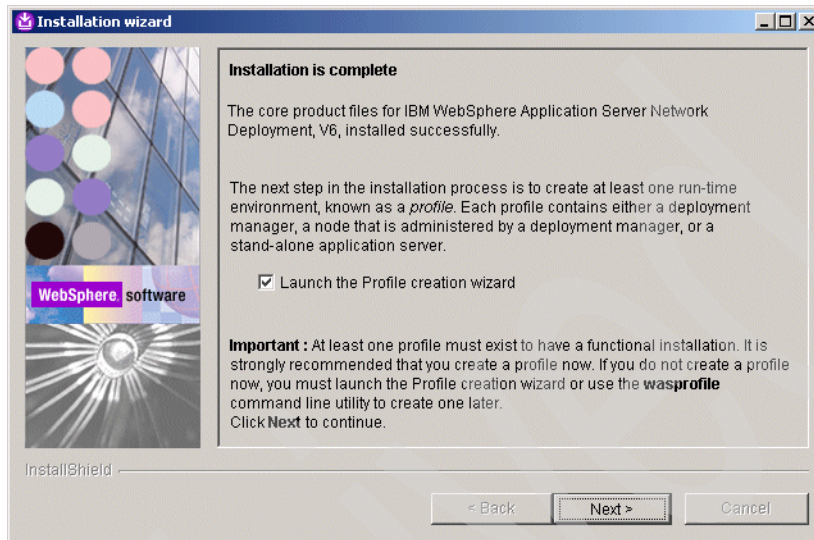 Installation wizard
Installation is complete
The core product files for IBM WebSphere Application Server Network
Deployment, V6, installed successfully.
The next step in the installation process is to create at least one run-time
environment, known as a profile. Each profile contains either a deployment
manager, a node that is administered by a deployment manager, or a
stand-alone application server.
Launch the Profile creation wizard
WebSphere. software
Important : At least one profile must exist to have a functional installation. It is
strongly recommended that you create a profile now. If you do not create a profile
now, you must launch the Profile creation wizard or use the wasprofile
command line utility to create one later.
Click Next to continue.
InstallShield
< Back
Next >
Cancel